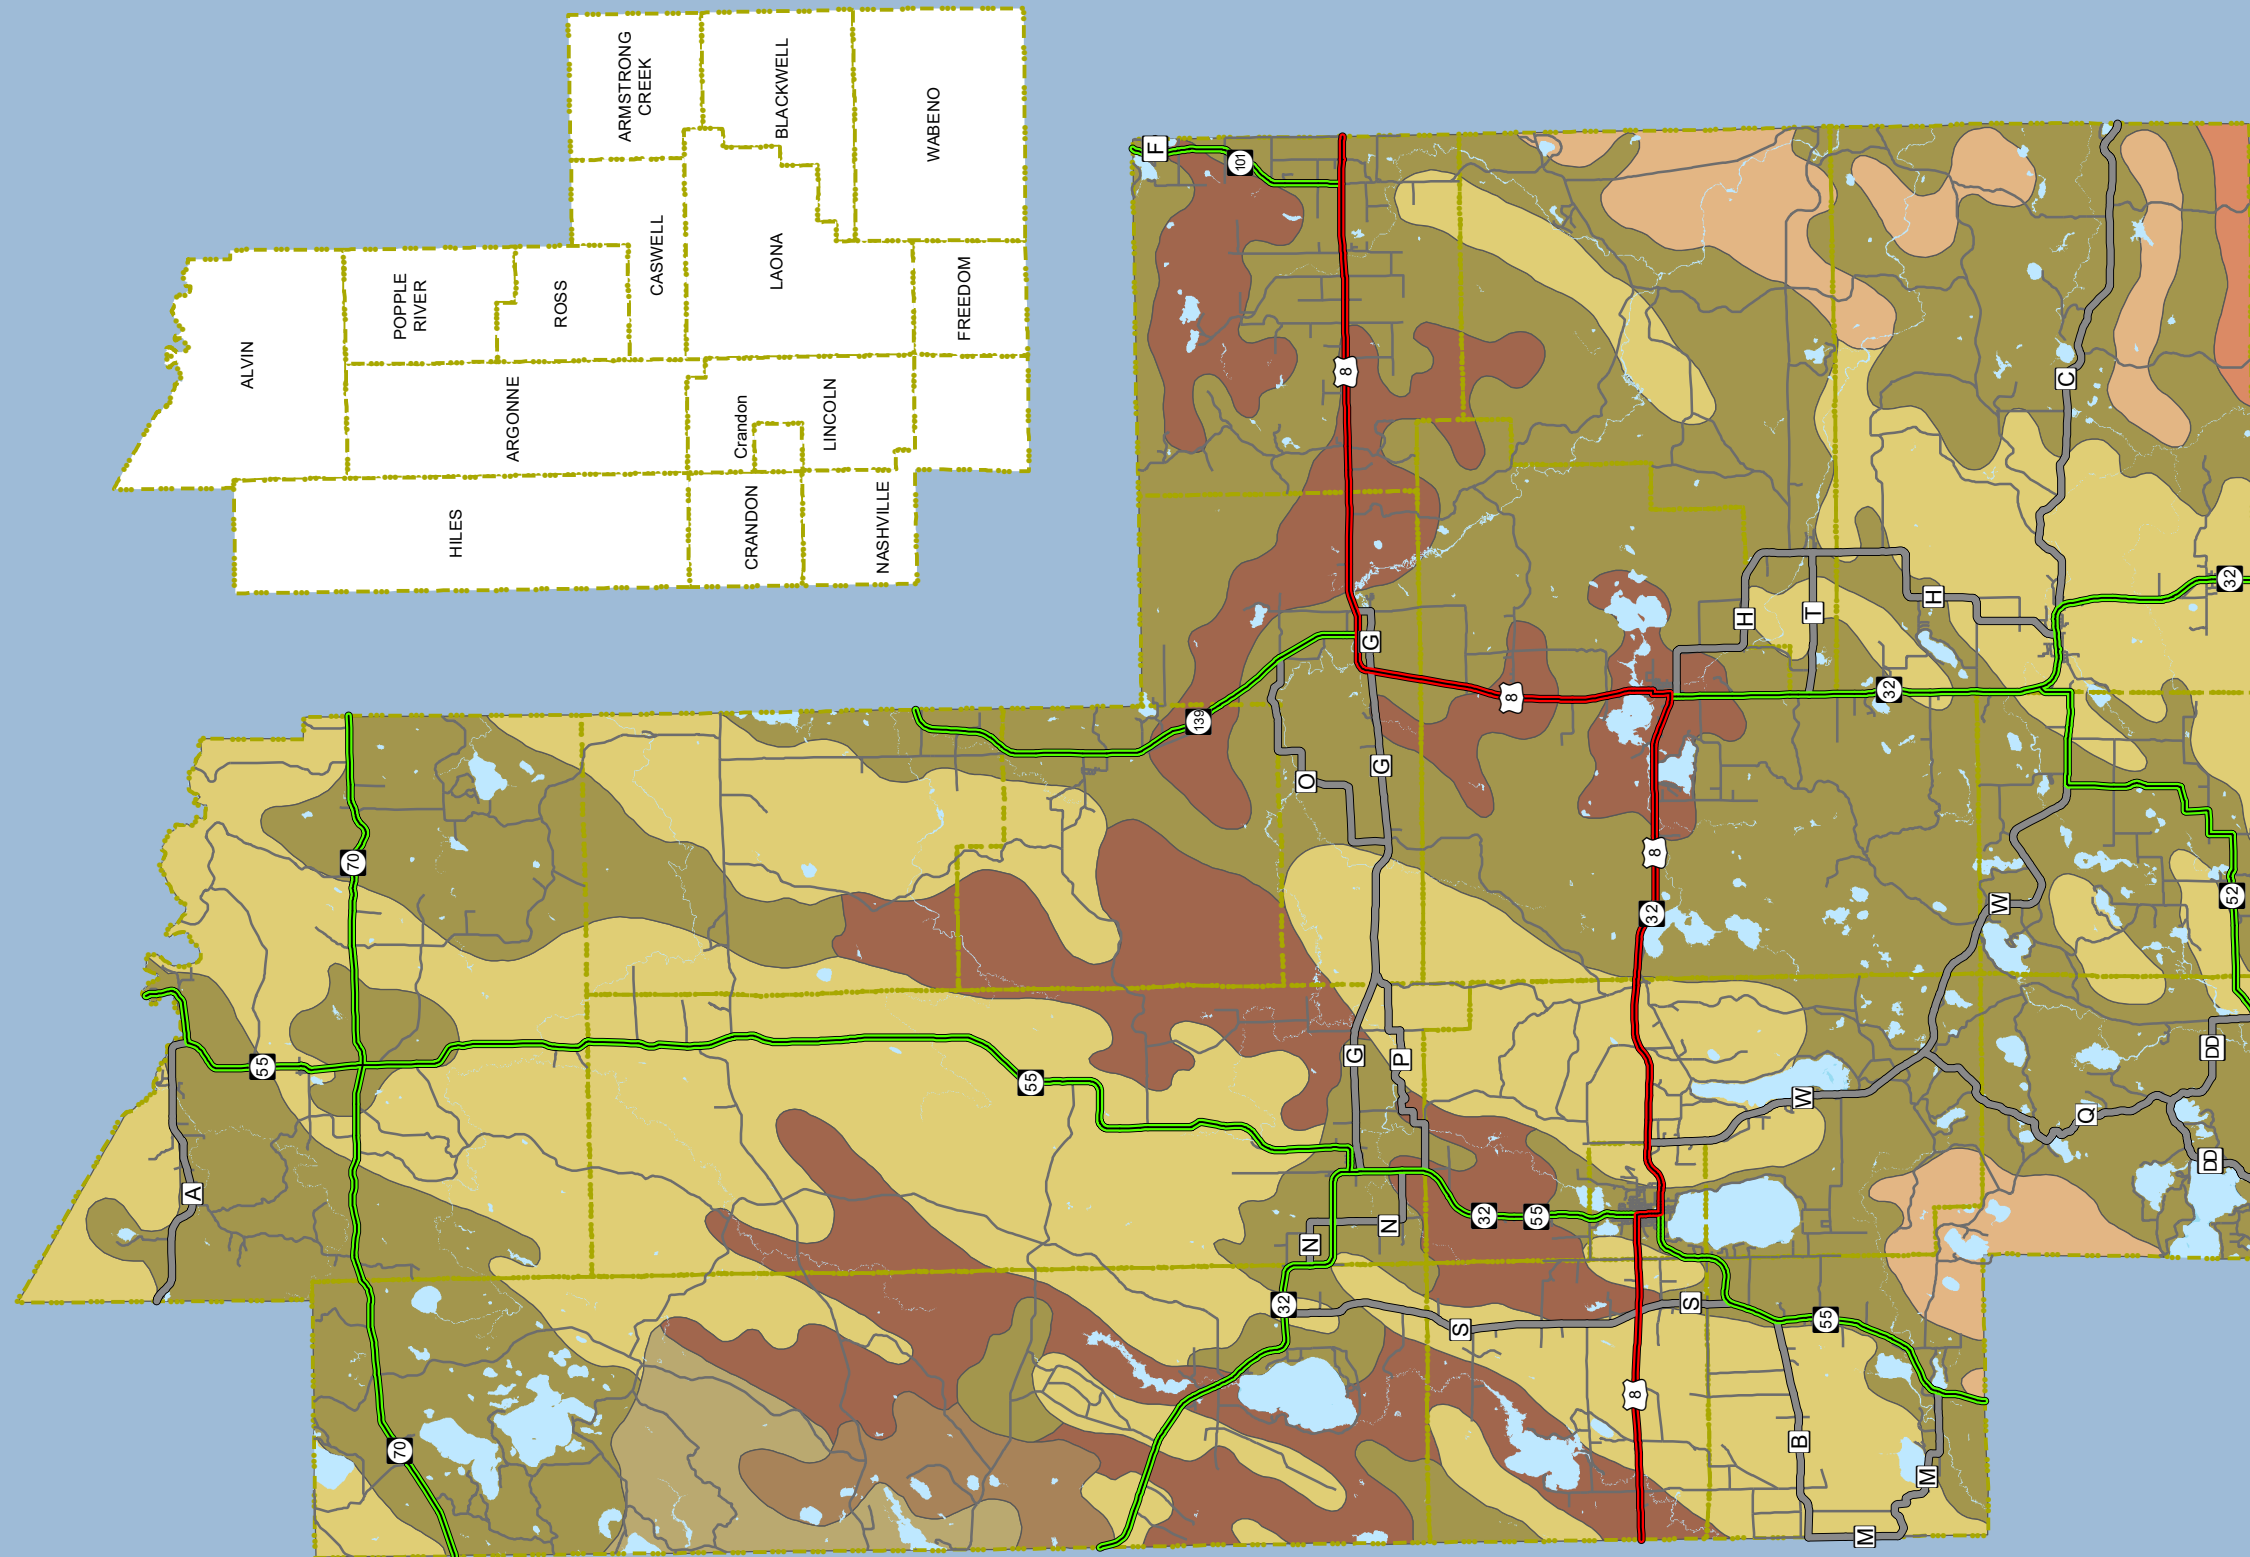 ALVIN
POPPLE
RIVER
ROSS
ARMSTRONG
CREEK
CASWELL
BLACKWELL
HILES
ARGONNE
LAONA
WABENO
Crandon
CRANDON
LINCOLN
FREEDOM
NASHVILLE
F
101
8
70
55
A
139
G
8
O
G
H
T
H
32
C
32
55
G
P
8
32
W
52
N
N
32
55
W
Q
DD
DD
32
S
S
55
70
8
B
M
M